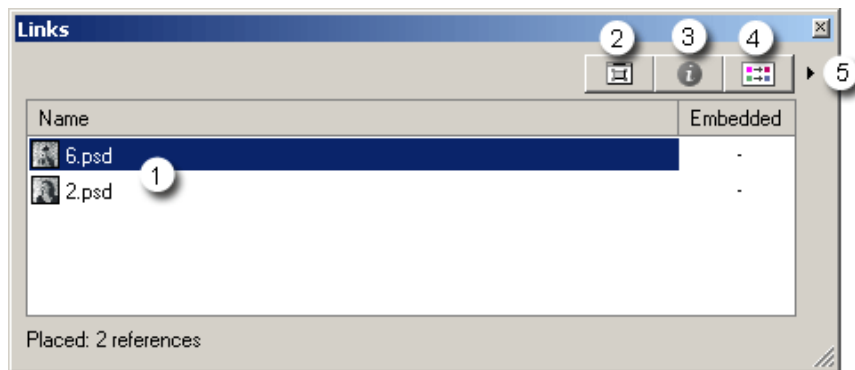 Links
2 3 4
5
Name Embedded
6.psd -
1
2.psd -
Placed: 2 references